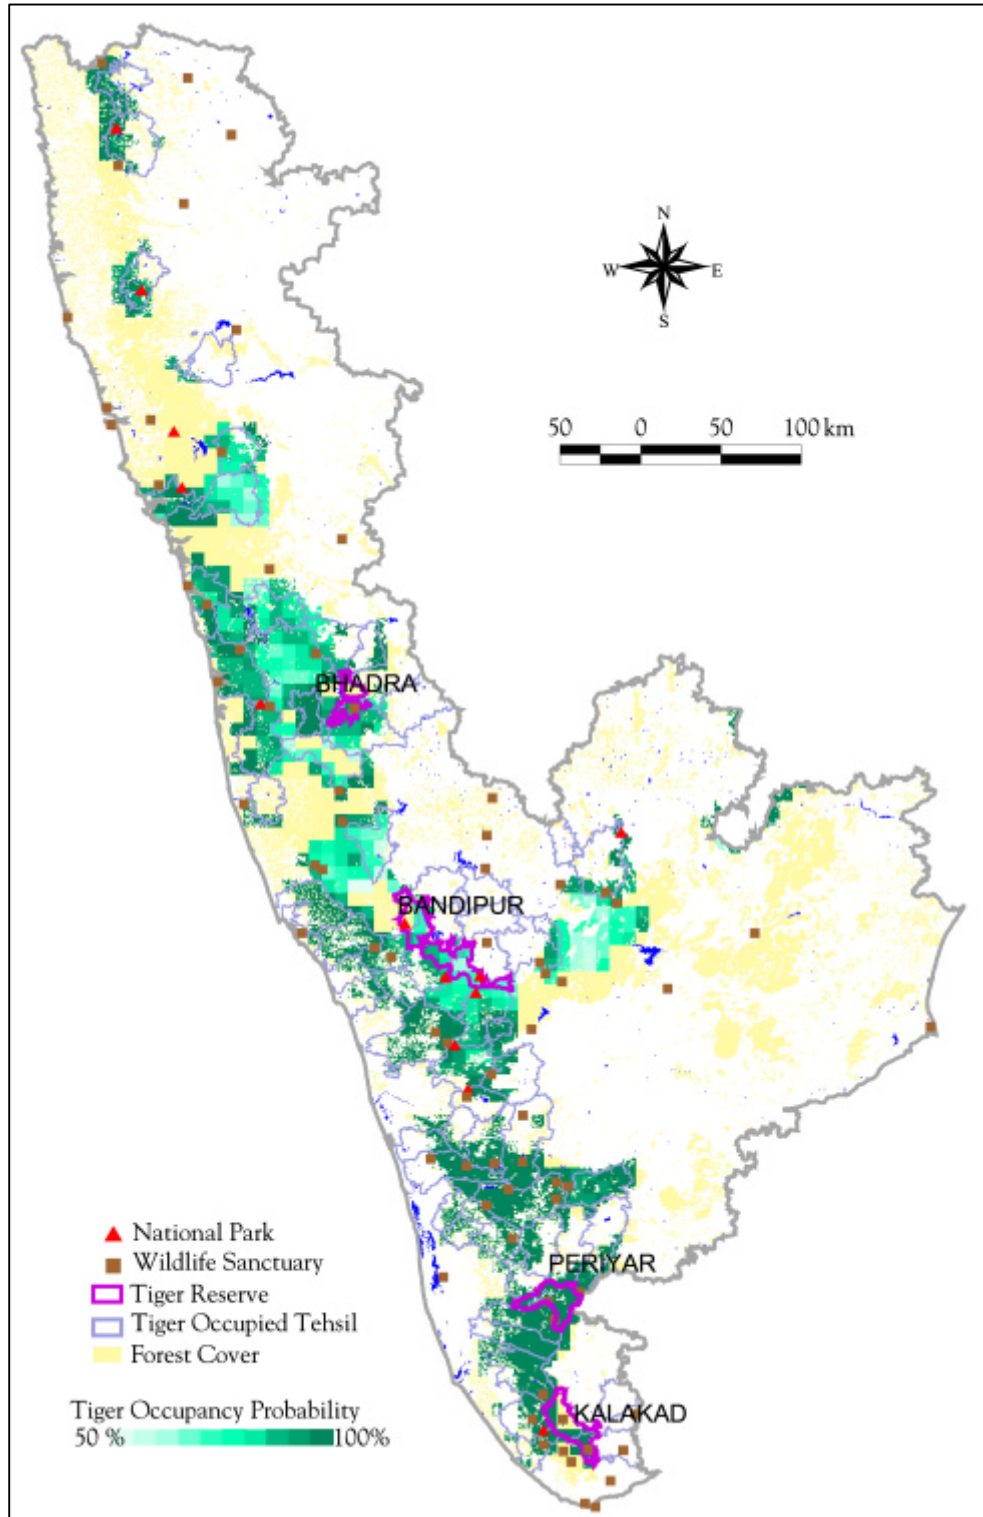 N
W E
S
50 0 50 100 km
BHADRA
BANDIPUR
PERIYAR
KALAKAD
National Park
Wildlife Sanctuary
Tiger Reserve
Tiger Occupied Tehsil
Forest Cover
Tiger Occupancy Probability
50 % 100%